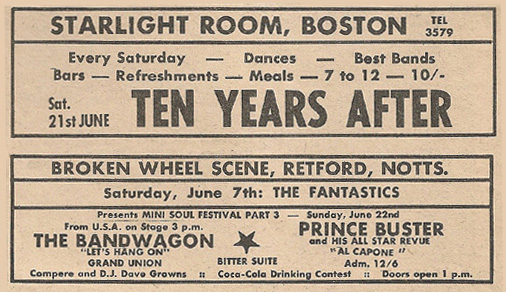 STARLIGHT ROOM, BOSTON TEL 3579
Every Saturday — Dances — Best Bands
Bars — Refreshments — Meals — 7 to 12 — 10/-
Sat. 21st JUNE TEN YEARS AFTER
BROKEN WHEEL SCENE, RETFORD, NOTTS.
Saturday, June 7th: THE FANTASTICS
Presents MINI SOUL FESTIVAL PART 3 — Sunday, June 22nd
From U.S.A. on Stage 3 p.m.
THE BANDWAGON
"LET'S HANG ON"
GRAND UNION
BITTER SUITE
PRINCE BUSTER
and HIS ALL STAR REVUE
"AL CAPONE"
Adm. 12/6
Compere and D.J. Dave Growns :: Coca-Cola Drinking Contest :: Doors open 1 p.m.